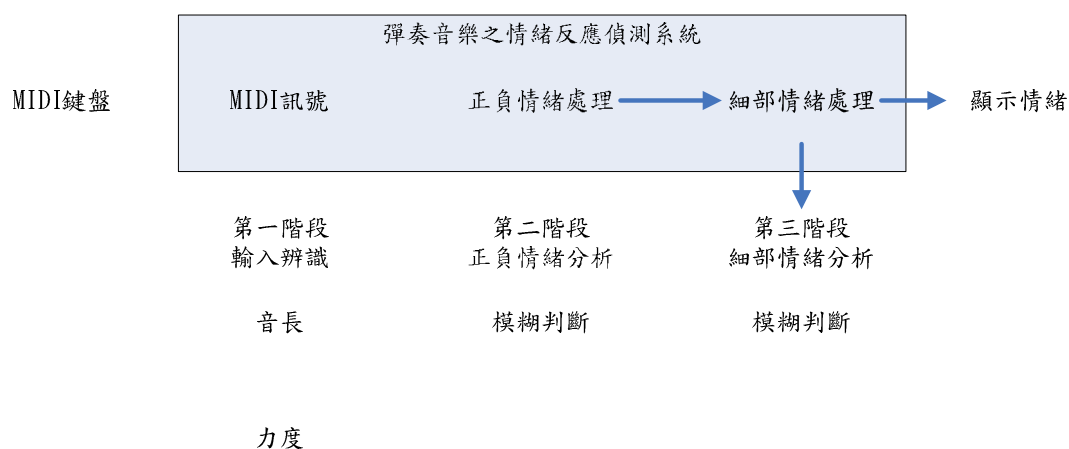 彈奏音樂之情緒反應偵測系統
MIDI鍵盤
MIDI訊號
正負情緒處理
細部情緒處理
顯示情緒
第一階段
輸入辨識
第二階段
正負情緒分析
第三階段
細部情緒分析
音長
模糊判斷
模糊判斷
力度